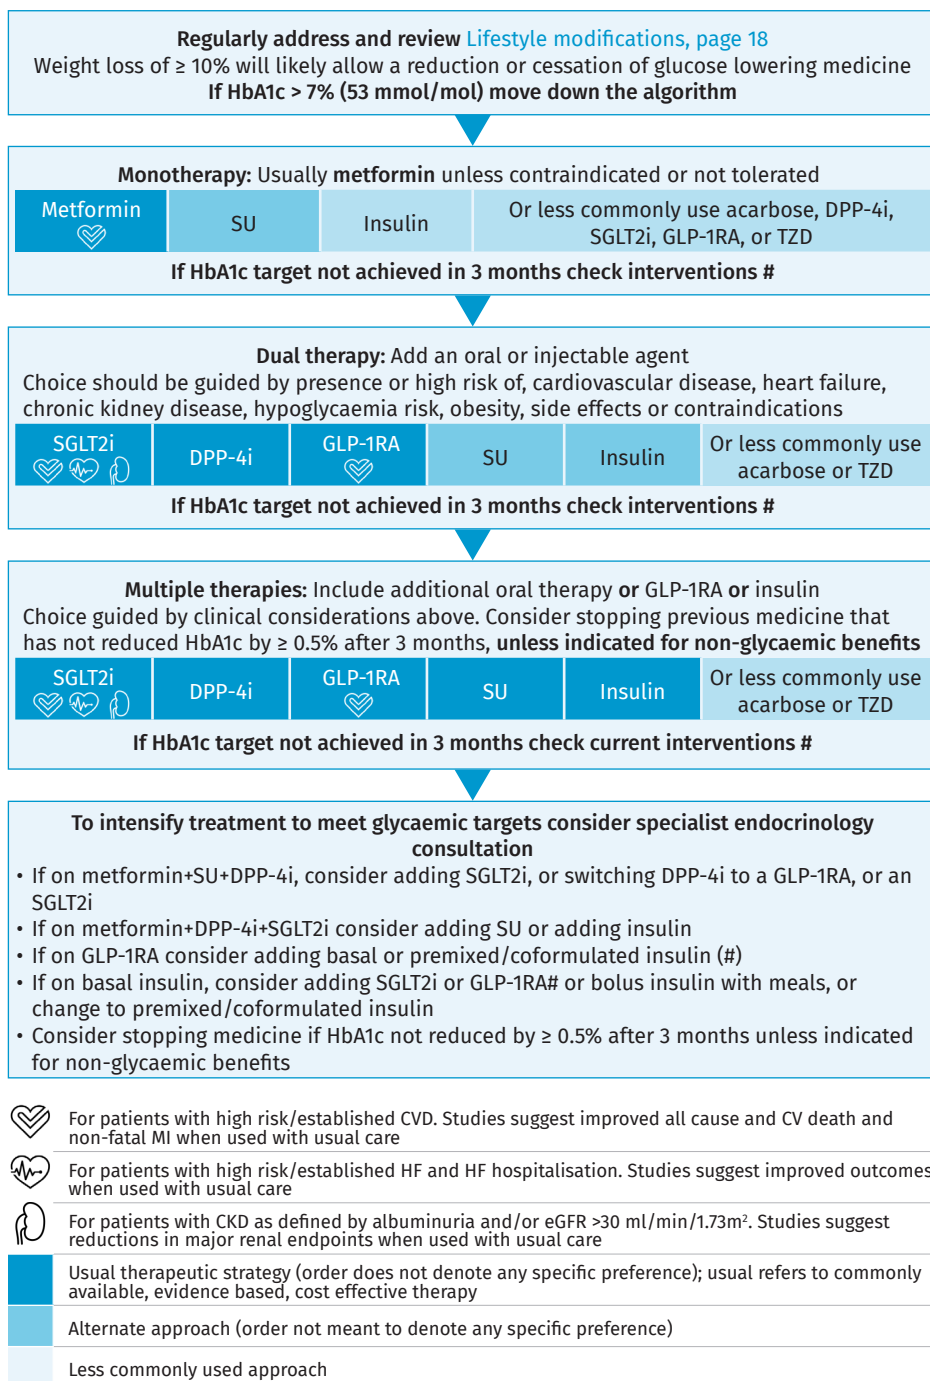 Regularly address and review Lifestyle modifications, page 18
Weight loss of ≥ 10% will likely allow a reduction or cessation of glucose lowering medicine
If HbA1c > 7% (53 mmol/mol) move down the algorithm
Monotherapy: Usually metformin unless contraindicated or not tolerated
Metformin
SU
Insulin
Or less commonly use acarbose, DPP-4i,
SGLT2i, GLP-1RA, or TZD
If HbA1c target not achieved in 3 months check interventions #
Dual therapy: Add an oral or injectable agent
Choice should be guided by presence or high risk of, cardiovascular disease, heart failure,
chronic kidney disease, hypoglycaemia risk, obesity, side effects or contraindications
SGLT2i
DPP-4i
GLP-1RA
SU
Insulin
Or less commonly use
acarbose or TZD
If HbA1c target not achieved in 3 months check interventions #
Multiple therapies: Include additional oral therapy or GLP-1RA or insulin
Choice guided by clinical considerations above. Consider stopping previous medicine that
has not reduced HbA1c by ≥ 0.5% after 3 months, unless indicated for non-glycaemic benefits
SGLT2i
DPP-4i
GLP-1RA
SU
Insulin
Or less commonly use
acarbose or TZD
If HbA1c target not achieved in 3 months check current interventions #
To intensify treatment to meet glycaemic targets consider specialist endocrinology
consultation
• If on metformin+SU+DPP-4i, consider adding SGLT2i, or switching DPP-4i to a GLP-1RA, or an
SGLT2i
• If on metformin+DPP-4i+SGLT2i consider adding SU or adding insulin
• If on GLP-1RA consider adding basal or premixed/coformulated insulin (#)
• If on basal insulin, consider adding SGLT2i or GLP-1RA# or bolus insulin with meals, or
change to premixed/coformulated insulin
• Consider stopping medicine if HbA1c not reduced by ≥ 0.5% after 3 months unless indicated
for non-glycaemic benefits
For patients with high risk/established CVD. Studies suggest improved all cause and CV death and
non-fatal MI when used with usual care
For patients with high risk/established HF and HF hospitalisation. Studies suggest improved outcomes
when used with usual care
For patients with CKD as defined by albuminuria and/or eGFR >30 ml/min/1.73m². Studies suggest
reductions in major renal endpoints when used with usual care
Usual therapeutic strategy (order does not denote any specific preference); usual refers to commonly
available, evidence based, cost effective therapy
Alternate approach (order not meant to denote any specific preference)
Less commonly used approach